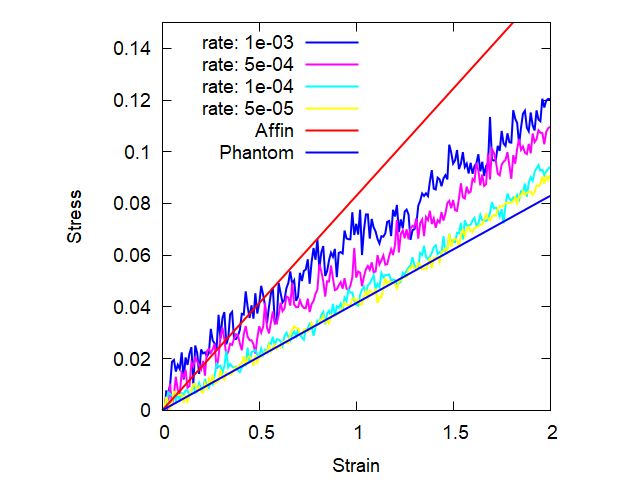 0.14
0.12
0.1
0.08
0.06
0.04
0.02
0
Stress
rate: 1e-03
rate: 5e-04
rate: 1e-04
rate: 5e-05
Affin
Phantom
0 0.5 1 1.5 2
Strain